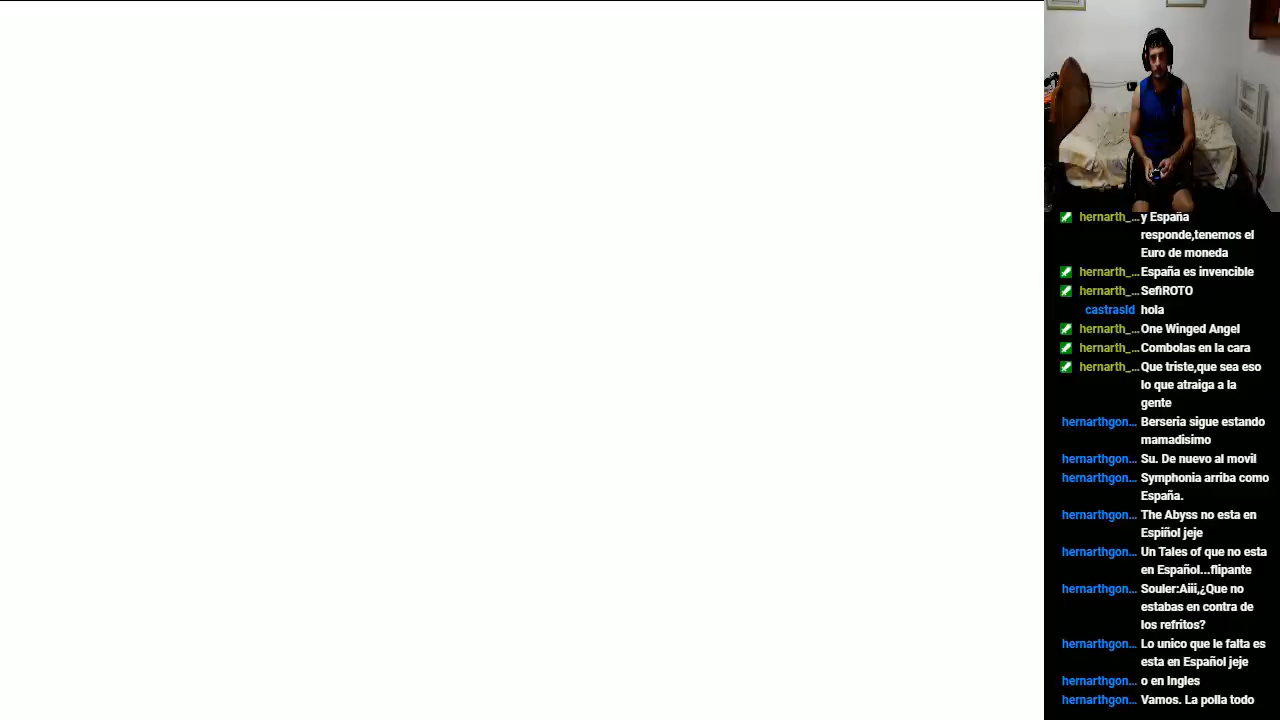 hernarth_... y España
responde,tenemos el
Euro de moneda
hernarth_... España es invencible
hernarth_... SefiROTO
castrasld hola
hernarth_... One Winged Angel
hernarth_... Combolas en la cara
hernarth_... Que triste,que sea eso
lo que atraiga a la
gente
hernarthgon... Berseria sigue estando
mamadisimo
hernarthgon... Su. De nuevo al movil
hernarthgon... Symphonia arriba como
España.
hernarthgon... The Abyss no esta en
Espiñol jeje
hernarthgon... Un Tales of que no esta
en Español...flipante
hernarthgon... Souler:Aiii,¿Que no
estabas en contra de
los refritos?
hernarthgon... Lo unico que le falta es
esta en Español jeje
hernarthgon... o en Ingles
hernarthgon... Vamos. La polla todo